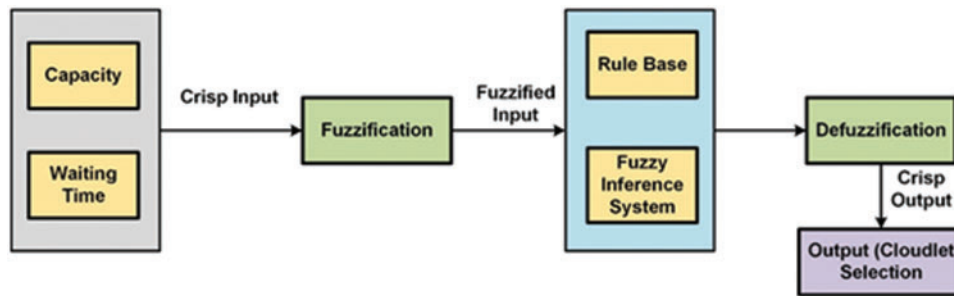 Capacity
Waiting
Time
Crisp Input
Fuzzification
Fuzzified
Input
Rule Base
Fuzzy
Inference
System
Defuzzification
Crisp
Output
Output (Cloudlet
Selection